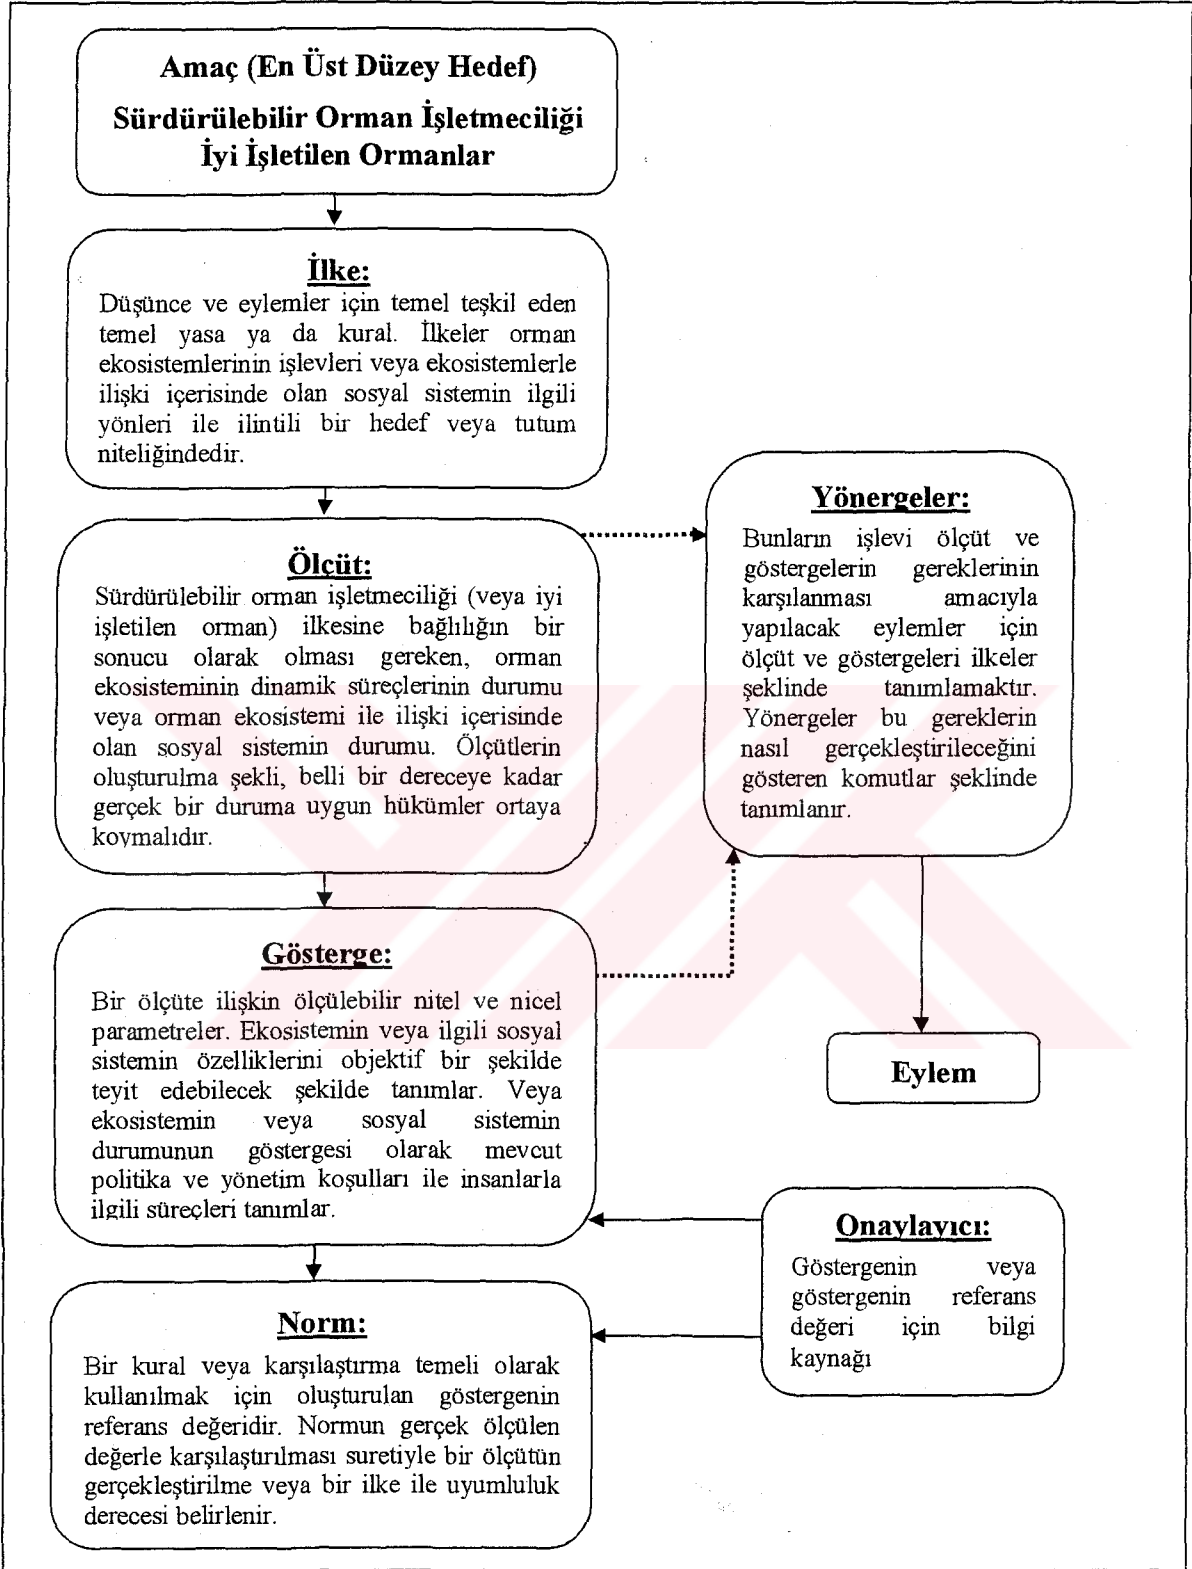 Amaç (En Üst Düzey Hedef)
Sürdürülebilir Orman İşletmeciliği
İyi İşletilen Ormanlar
İlke:
Düşünce ve eylemler için temel teşkil eden
temel yasa ya da kural. İlkeler orman
ekosistemlerinin işlevleri veya ekosistemlerle
ilişki içerisinde olan sosyal sistemin ilgili
yönleri ile ilintili bir hedef veya tutum
niteliğindedir.
Ölçüt:
Sürdürülebilir orman işletmeciliği (veya iyi
işletilen orman) ilkesine bağlılığın bir
sonucu olarak olması gereken, orman
ekosisteminin dinamik süreçlerinin durumu
veya orman ekosistemi ile ilişki içerisinde
olan sosyal sistemin durumu. Ölçütlerin
oluşturulma şekli, belli bir dereceye kadar
gerçek bir duruma uygun hükümler ortaya
koymalıdır.
Yönergeler:
Bunların işlevi ölçüt ve
göstergelerin gereklerinin
karşılanması amacıyla
yapılacak eylemler için
ölçüt ve göstergeleri ilkeler
şeklinde tanımlamaktır.
Yönergeler bu gereklerin
nasıl gerçekleştirileceğini
gösteren komutlar şeklinde
tanımlanır.
Gösterge:
Bir ölçüte ilişkin ölçülebilir nitel ve nicel
parametreler. Ekosistemin veya ilgili sosyal
sistemin özelliklerini objektif bir şekilde
teyit edebilecek şekilde tanımlar. Veya
ekosistemin veya sosyal sistemin
durumunun göstergesi olarak mevcut
politika ve yönetim koşulları ile insanlarla
ilgili süreçleri tanımlar.
Eylem
Onaylayıcı:
Göstergenin veya
göstergenin referans
değeri için bilgi
kaynağı
Norm:
Bir kural veya karşılaştırma temeli olarak
kullanılmak için oluşturulan göstergenin
referans değeridir. Normun gerçek ölçülen
değerle karşılaştırılması suretiyle bir ölçütün
gerçekleştirilme veya bir ilke ile uyumluluk
derecesi belirlenir.